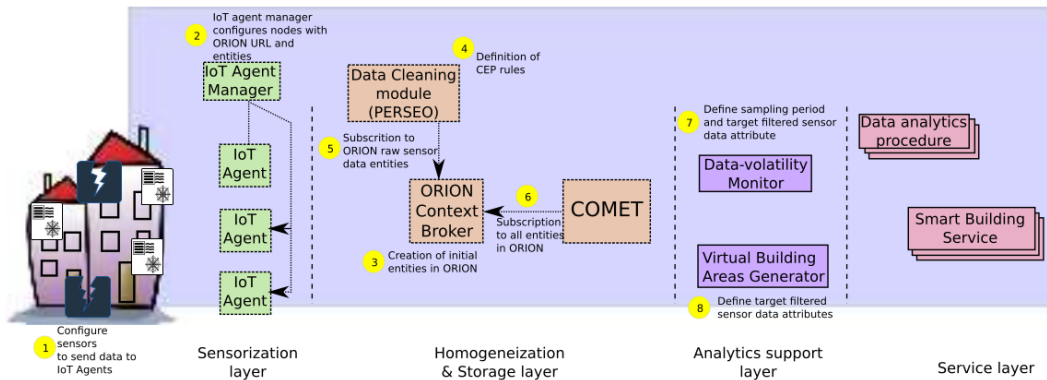 2
IoT agent manager
configures nodes with
ORION URL and
entities
IoT Agent
Manager
IoT
Agent
IoT
Agent
IoT
Agent
1
Configure
sensors
to send data to
IoT Agents
Sensorization
layer
4
Definition of
CEP rules
Data Cleaning
module
(PERSEO)
5
Subscrition to
ORION raw sensor
data entities
ORION
Context
Broker
6
Subscription
to all entities
in ORION
COMET
3
Creation of initial
entities in ORION
Homogeneization
& Storage layer
7
Define sampling period
and target filtered sensor
data attribute
Data-volatility
Monitor
Virtual Building
Areas Generator
8
Define target filtered
sensor data attributes
Analytics support
layer
Data analytics
procedure
Smart Building
Service
Service layer